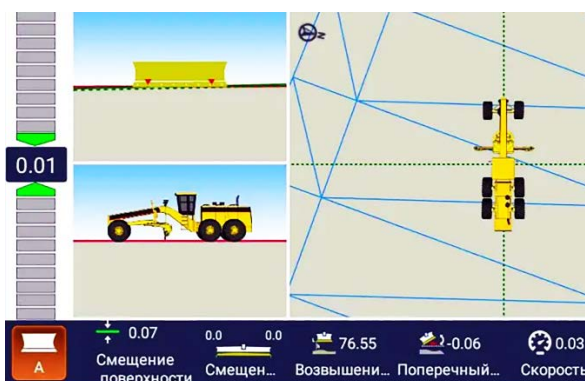 0.01
N
A
0.07
Смещение
поверхности
0.0 0.0
Смещен...
76.55
Возвышени...
-0.06
Поперечный...
0.03
Скорость